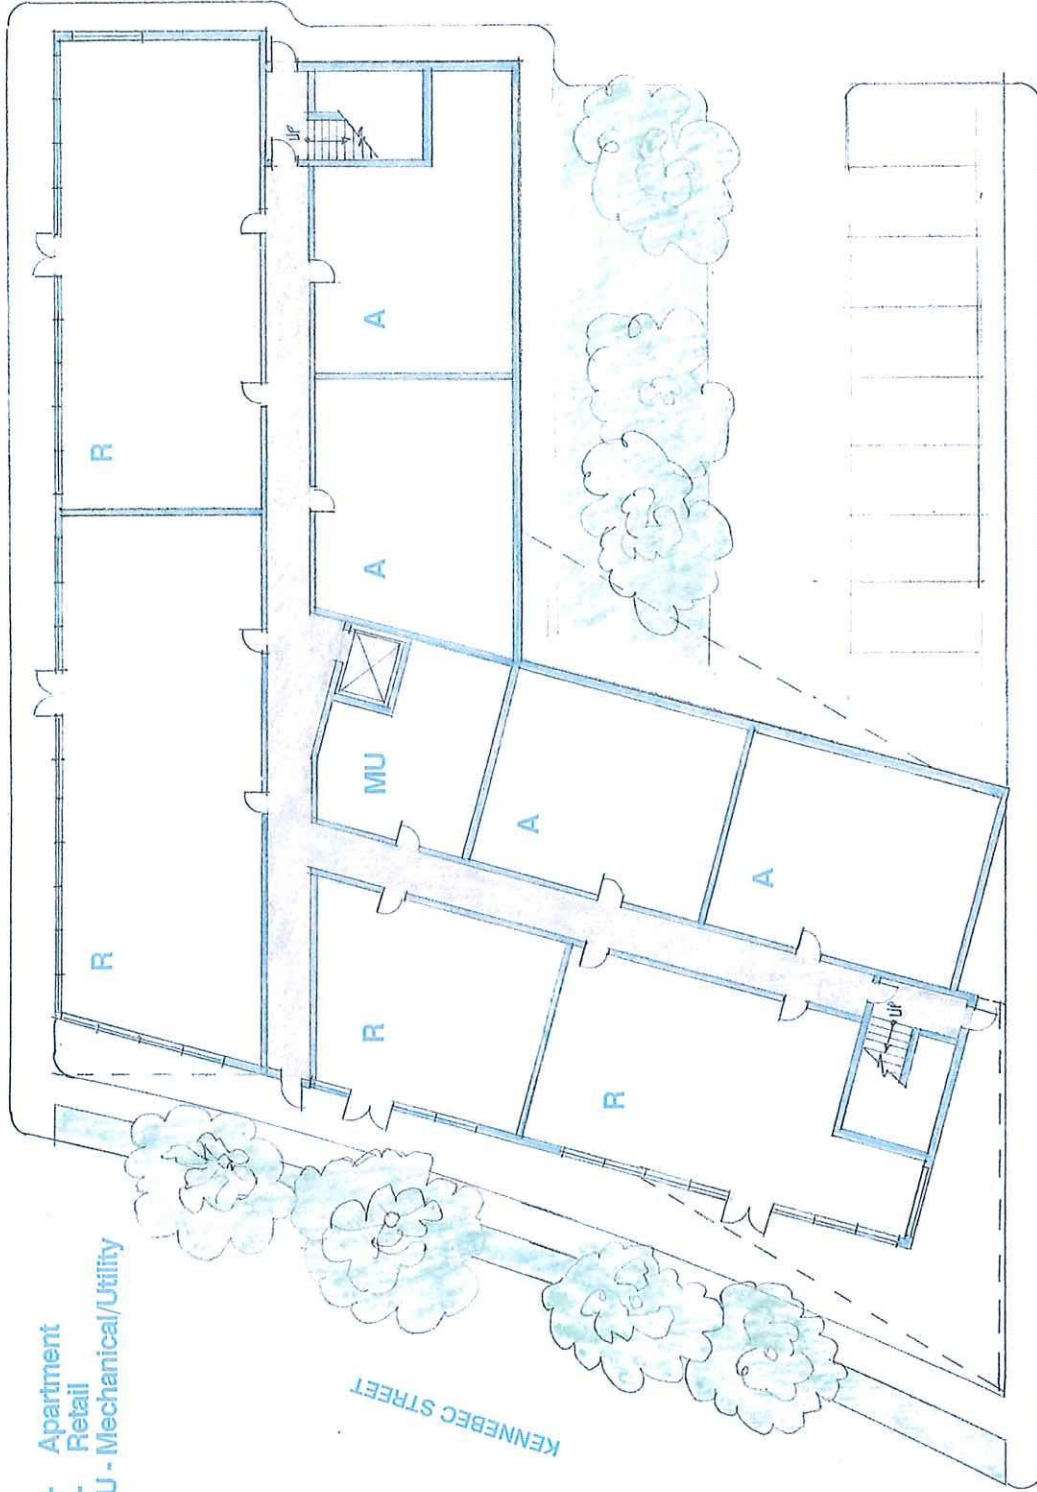 Apartment
Retail
U - Mechanical/Utility
KENNEBEC STREET
R
R
R
R
MU
A
A
A
A
UP
UP